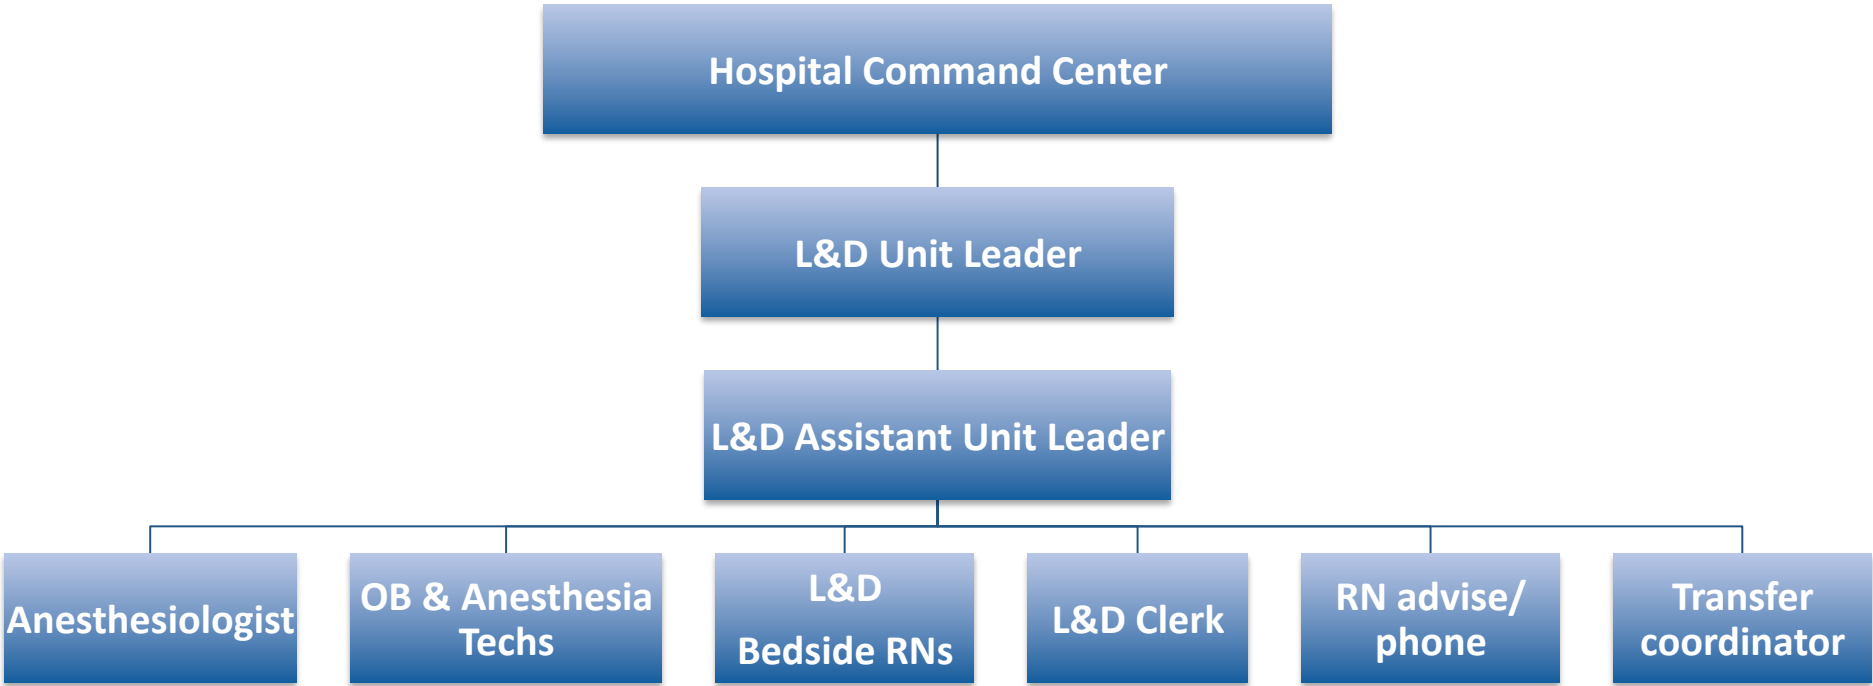 Hospital Command Center
L&D Unit Leader
L&D Assistant Unit Leader
Anesthesiologist
OB & Anesthesia
Techs
L&D
Bedside RNs
L&D Clerk
RN advise/
phone
Transfer
coordinator